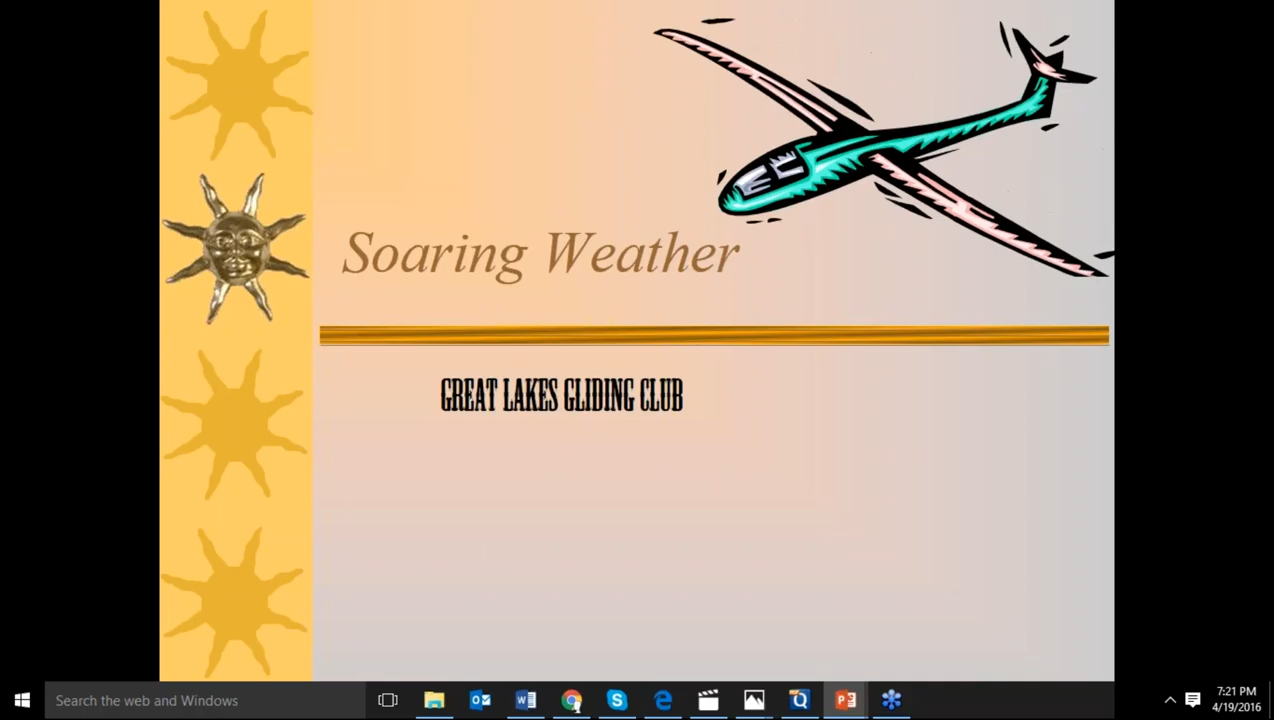 Soaring Weather
GREAT LAKES GLIDING CLUB
Search the web and Windows
7:21 PM
4/19/2016